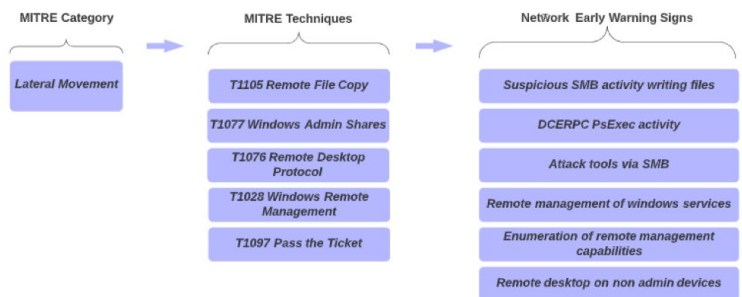 MITRE Category
MITRE Techniques
Network Early Warning Signs
Lateral Movement
T1105 Remote File Copy
T1077 Windows Admin Shares
T1076 Remote Desktop
Protocol
T1028 Windows Remote
Management
T1097 Pass the Ticket
Suspicious SMB activity writing files
DCERPC PsExec activity
Attack tools via SMB
Remote management of windows services
Enumeration of remote management
capabilities
Remote desktop on non admin devices